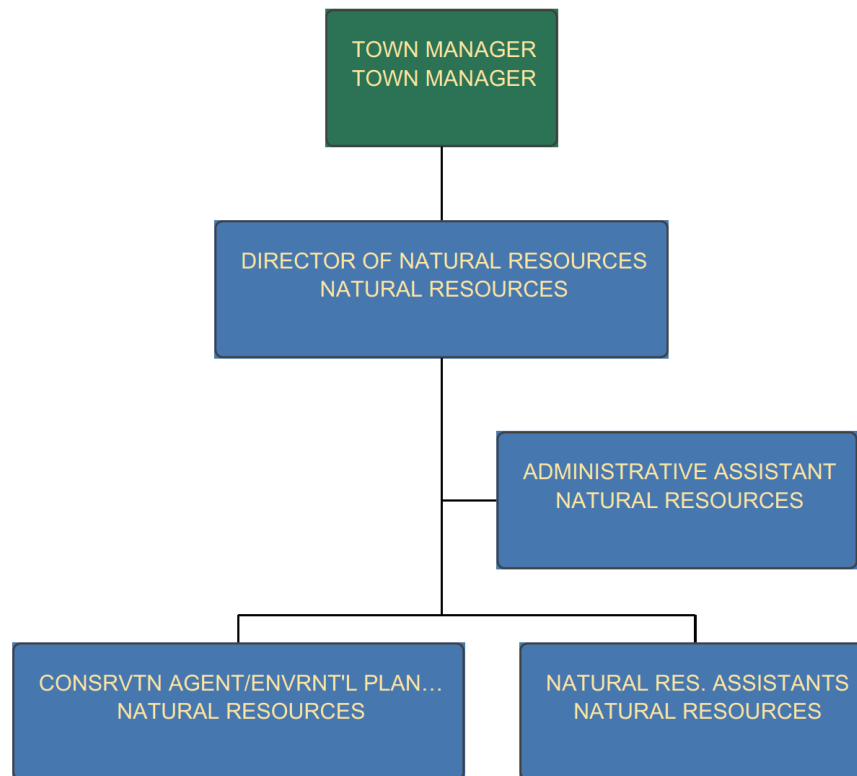 TOWN MANAGER
TOWN MANAGER
DIRECTOR OF NATURAL RESOURCES
NATURAL RESOURCES
ADMINISTRATIVE ASSISTANT
NATURAL RESOURCES
CONSRVTN AGENT/ENVRNT'L PLAN…
NATURAL RESOURCES
NATURAL RES. ASSISTANTS
NATURAL RESOURCES